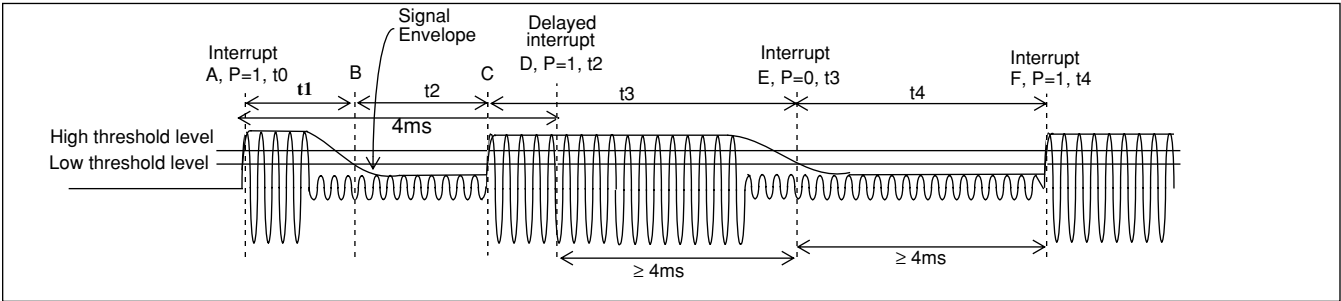 Signal
Envelope
Delayed
interrupt
D, P=1, t2
Interrupt
A, P=1, t0
B
C
Interrupt
E, P=0, t3
Interrupt
F, P=1, t4
t1
t2
t3
t4
4ms
High threshold level
Low threshold level
≥ 4ms
≥ 4ms